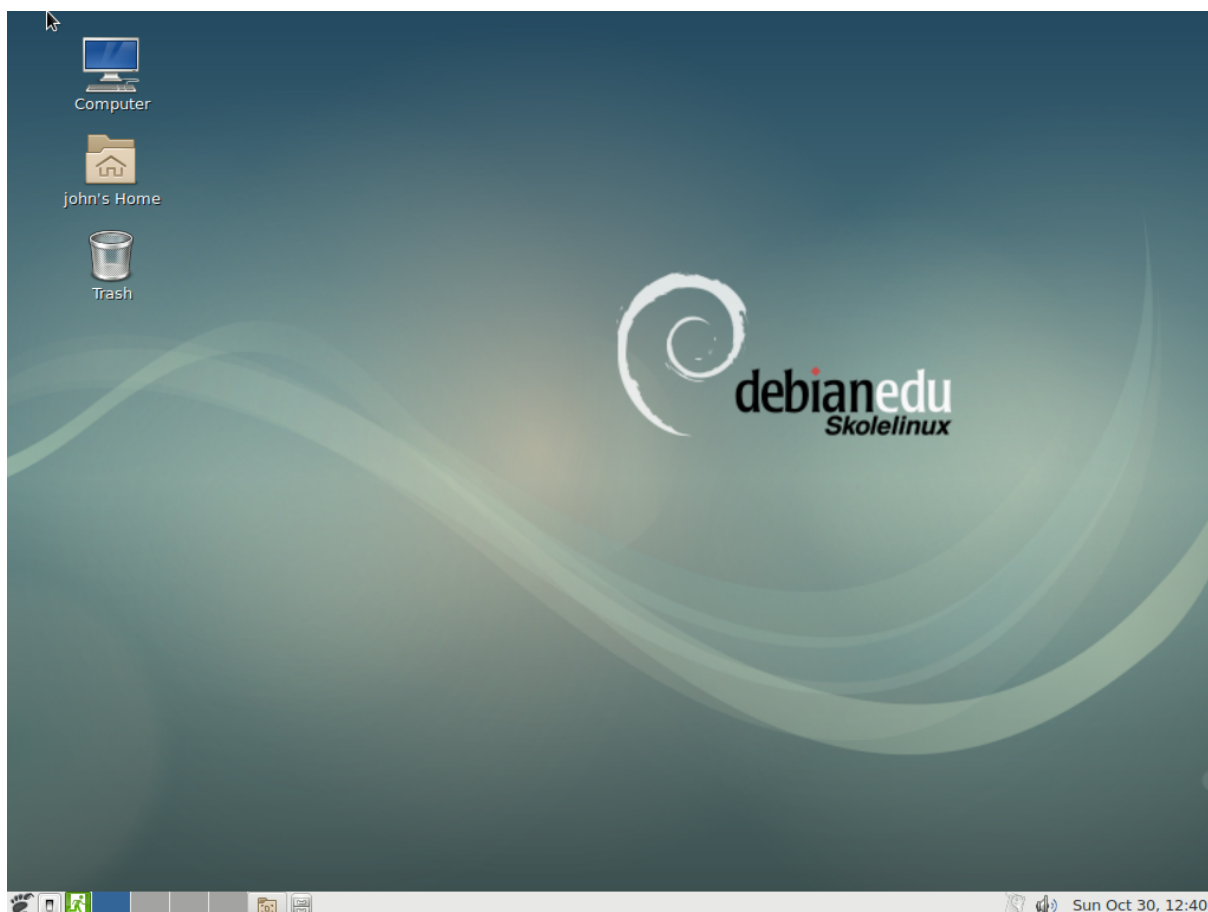 Computer
john's Home
Trash
debianedu
Skolelinux
Sun Oct 30, 12:40